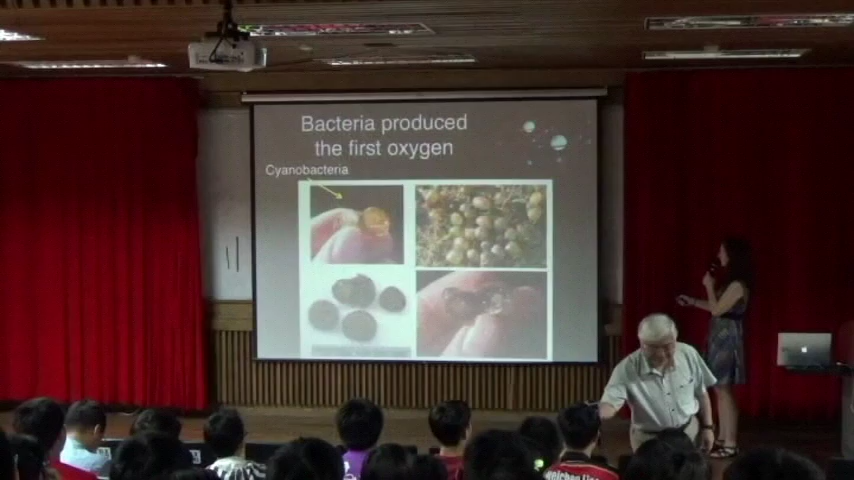 Bacteria produced
the first oxygen
Cyanobacteria